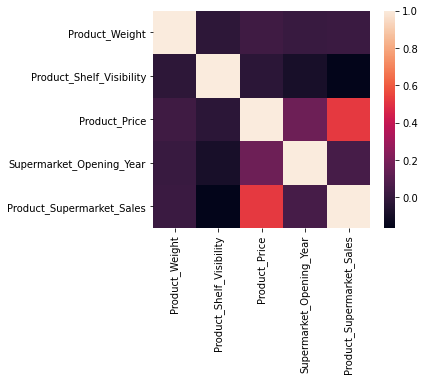 Product_Weight
Product_Shelf_Visibility
Product_Price
Supermarket_Opening_Year
Product_Supermarket_Sales
Product_Weight
Product_Shelf_Visibility
Product_Price
Supermarket_Opening_Year
Product_Supermarket_Sales
1.0
0.8
0.6
0.4
0.2
0.0